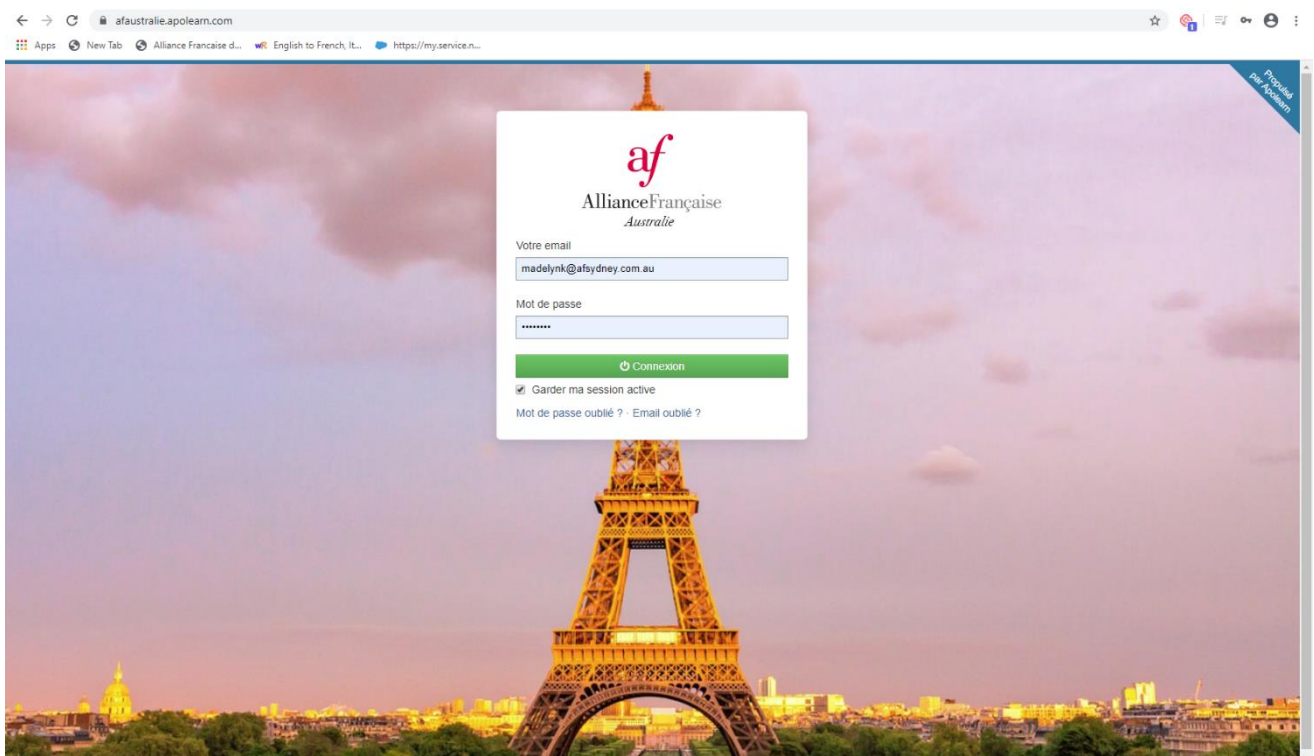 afaustralie.apolearn.com
1
Apps New Tab Alliance Francaise d... wR English to French, It... https://my.service.n...
Propulsé
par Apolearn
af
AllianceFrançaise
Australie
Votre email
madelynk@afsydney.com.au
Mot de passe
••••••••
Connexion
Garder ma session active
Mot de passe oublié ? · Email oublié ?